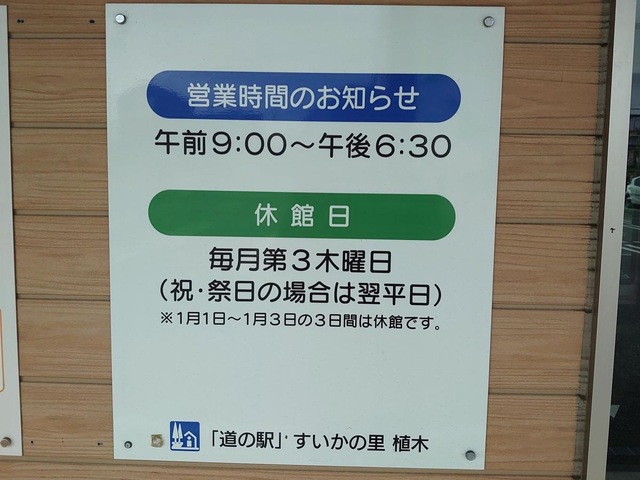 営業時間のお知らせ
午前9:00～午後6:30
休館日
毎月第3木曜日
（祝・祭日の場合は翌平日）
※1月1日～1月3日の3日間は休館です。
「道の駅」すいかの里 植木